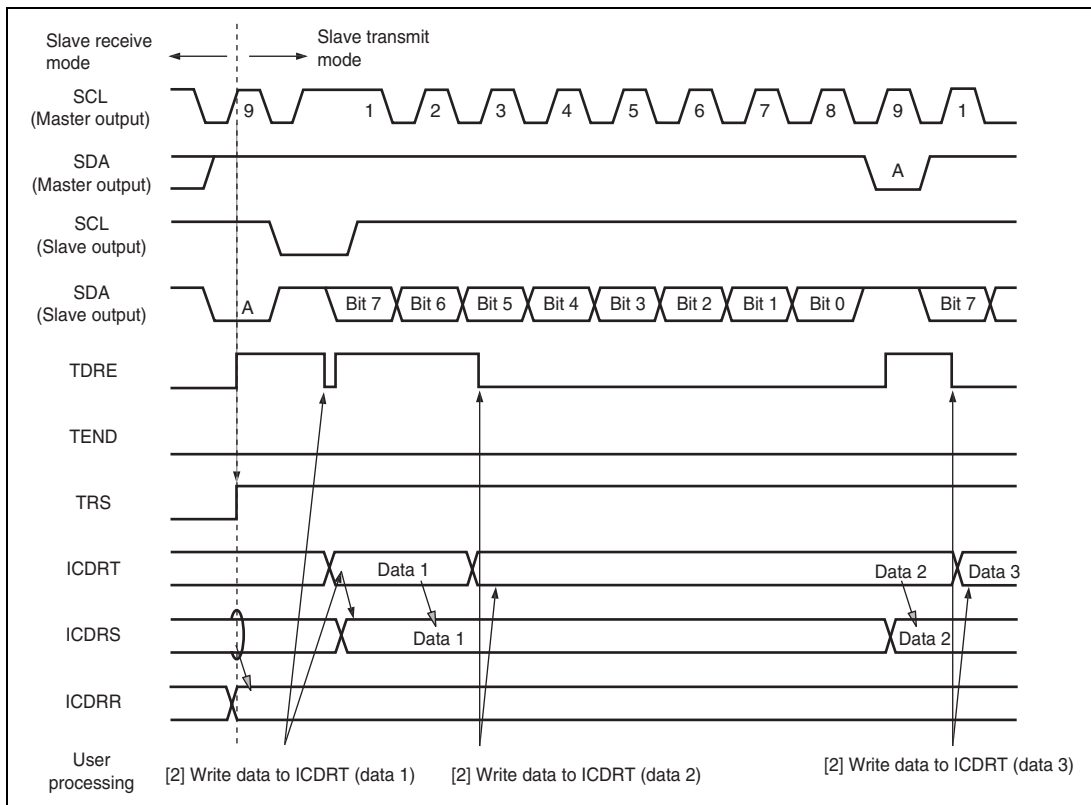 Slave receive
mode
Slave transmit
mode
SCL
(Master output)
9 1 2 3 4 5 6 7 8 9 1
SDA
(Master output)
A
SCL
(Slave output)
SDA
(Slave output)
A Bit 7 Bit 6 Bit 5 Bit 4 Bit 3 Bit 2 Bit 1 Bit 0 Bit 7
TDRE
TEND
TRS
ICDRT
Data 1 Data 2 Data 3
ICDRS
Data 1 Data 2
ICDRR
User
processing
[2] Write data to ICDRT (data 1) [2] Write data to ICDRT (data 2) [2] Write data to ICDRT (data 3)